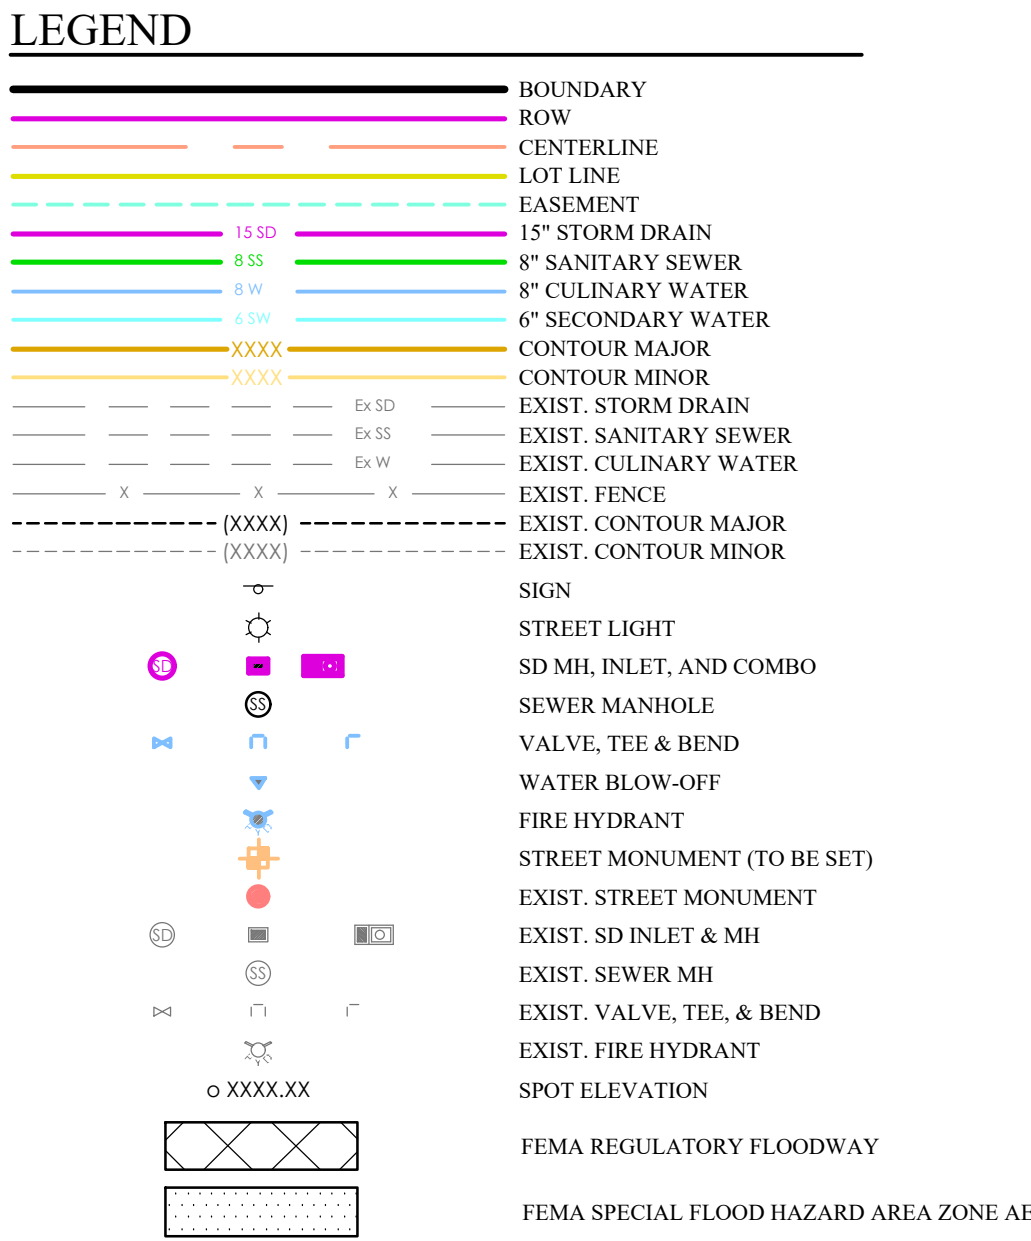 LEGEND
BOUNDARY
ROW
CENTERLINE
LOT LINE
EASEMENT
15 SD 15" STORM DRAIN
8 SS 8" SANITARY SEWER
8 W 8" CULINARY WATER
6 SW 6" SECONDARY WATER
XXXX CONTOUR MAJOR
XXXX CONTOUR MINOR
Ex SD EXIST. STORM DRAIN
Ex SS EXIST. SANITARY SEWER
Ex W EXIST. CULINARY WATER
X X X EXIST. FENCE
(XXXX) EXIST. CONTOUR MAJOR
(XXXX) EXIST. CONTOUR MINOR
SIGN
STREET LIGHT
SD SD MH, INLET, AND COMBO
SS SEWER MANHOLE
VALVE, TEE & BEND
WATER BLOW-OFF
FIRE HYDRANT
STREET MONUMENT (TO BE SET)
EXIST. STREET MONUMENT
SD EXIST. SD INLET & MH
SS EXIST. SEWER MH
EXIST. VALVE, TEE, & BEND
EXIST. FIRE HYDRANT
XXXX.XX SPOT ELEVATION
FEMA REGULATORY FLOODWAY
FEMA SPECIAL FLOOD HAZARD AREA ZONE AE